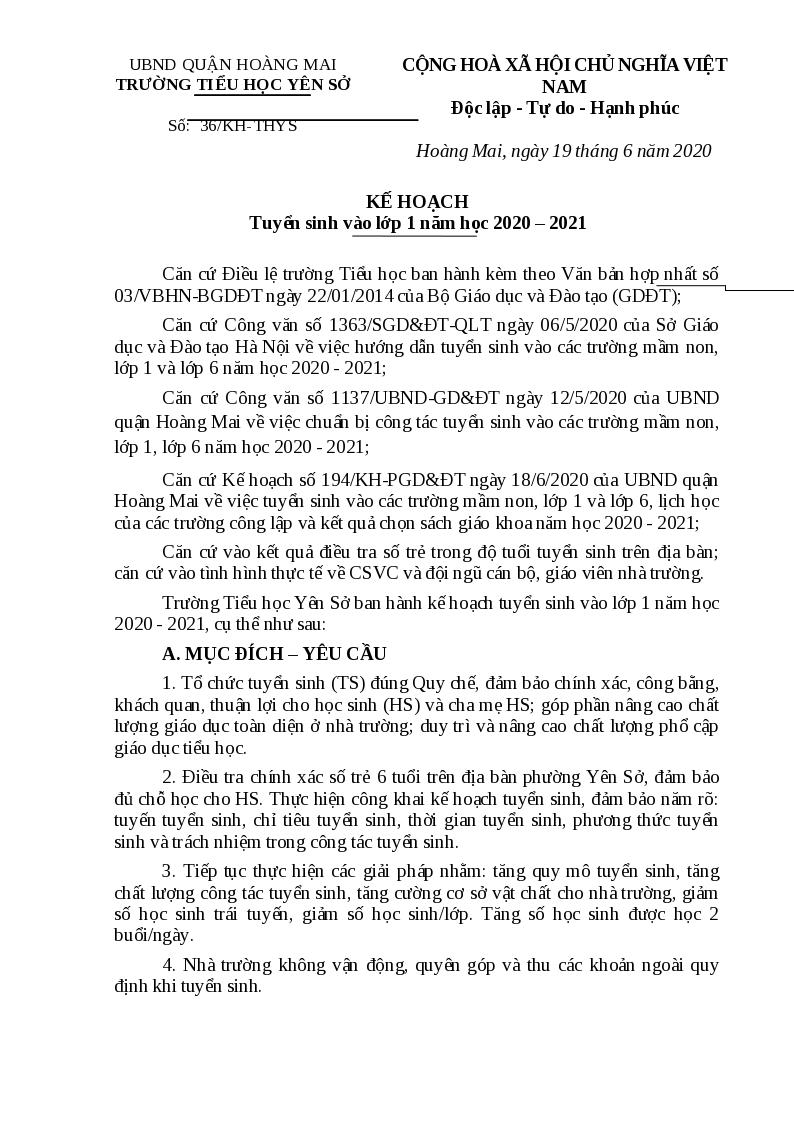 UBND QUẬN HOÀNG MAI
TRƯỜNG TIỂU HỌC YÊN SỞ
Số: 36/KH-THYS
CỘNG HOÀ XÃ HỘI CHỦ NGHĨA VIỆT
NAM
Độc lập - Tự do - Hạnh phúc
Hoàng Mai, ngày 19 tháng 6 năm 2020
KẾ HOẠCH
Tuyển sinh vào lớp 1 năm học 2020 – 2021
Căn cứ Điều lệ trường Tiểu học ban hành kèm theo Văn bản hợp nhất số
03/VBHN-BGDĐT ngày 22/01/2014 của Bộ Giáo dục và Đào tạo (GDĐT);
Căn cứ Công văn số 1363/SGD&ĐT-QLT ngày 06/5/2020 của Sở Giáo
dục và Đào tạo Hà Nội về việc hướng dẫn tuyển sinh vào các trường mầm non,
lớp 1 và lớp 6 năm học 2020 - 2021;
Căn cứ Công văn số 1137/UBND-GD&ĐT ngày 12/5/2020 của UBND
quận Hoàng Mai về việc chuẩn bị công tác tuyển sinh vào các trường mầm non,
lớp 1, lớp 6 năm học 2020 - 2021;
Căn cứ Kế hoạch số 194/KH-PGD&ĐT ngày 18/6/2020 của UBND quận
Hoàng Mai về việc tuyển sinh vào các trường mầm non, lớp 1 và lớp 6, lịch học
của các trường công lập và kết quả chọn sách giáo khoa năm học 2020 - 2021;
Căn cứ vào kết quả điều tra số trẻ trong độ tuổi tuyển sinh trên địa bàn;
căn cứ vào tình hình thực tế về CSVC và đội ngũ cán bộ, giáo viên nhà trường.
Trường Tiểu học Yên Sở ban hành kế hoạch tuyển sinh vào lớp 1 năm học
2020 - 2021, cụ thể như sau:
A. MỤC ĐÍCH – YÊU CẦU
1. Tổ chức tuyển sinh (TS) đúng Quy chế, đảm bảo chính xác, công bằng,
khách quan, thuận lợi cho học sinh (HS) và cha mẹ HS; góp phần nâng cao chất
lượng giáo dục toàn diện ở nhà trường; duy trì và nâng cao chất lượng phổ cập
giáo dục tiểu học.
2. Điều tra chính xác số trẻ 6 tuổi trên địa bàn phường Yên Sở, đảm bảo
đủ chỗ học cho HS. Thực hiện công khai kế hoạch tuyển sinh, đảm bảo năm rõ:
tuyến tuyển sinh, chỉ tiêu tuyển sinh, thời gian tuyển sinh, phương thức tuyển
sinh và trách nhiệm trong công tác tuyển sinh.
3. Tiếp tục thực hiện các giải pháp nhằm: tăng quy mô tuyển sinh, tăng
chất lượng công tác tuyển sinh, tăng cường cơ sở vật chất cho nhà trường, giảm
số học sinh trái tuyến, giảm số học sinh/lớp. Tăng số học sinh được học 2
buổi/ngày.
4. Nhà trường không vận động, quyên góp và thu các khoản ngoài quy
định khi tuyển sinh.